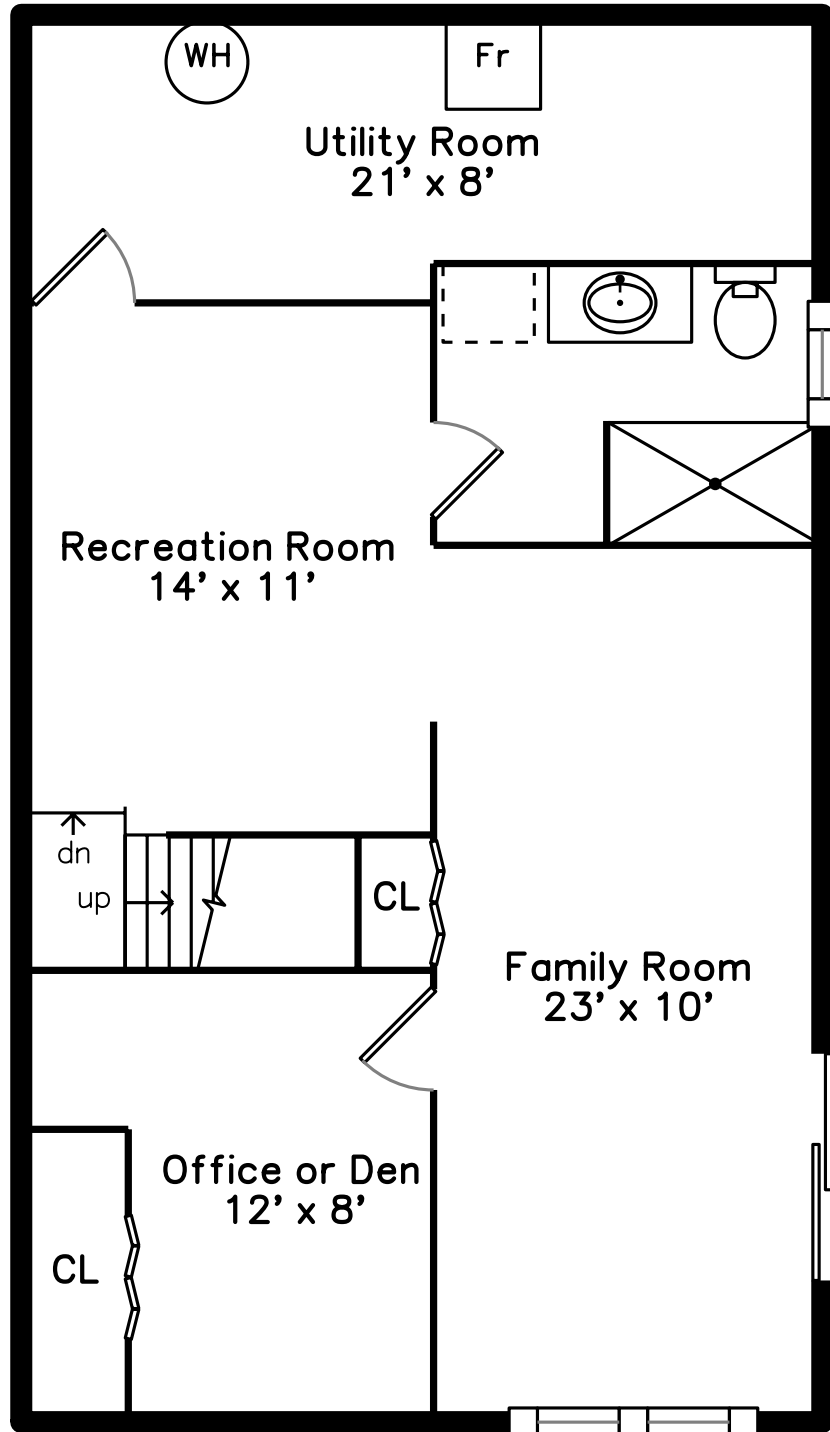 WH
Fr
Utility Room
21' x 8'
Recreation Room
14' x 11'
dn
up
CL
Family Room
23' x 10'
Office or Den
12' x 8'
CL